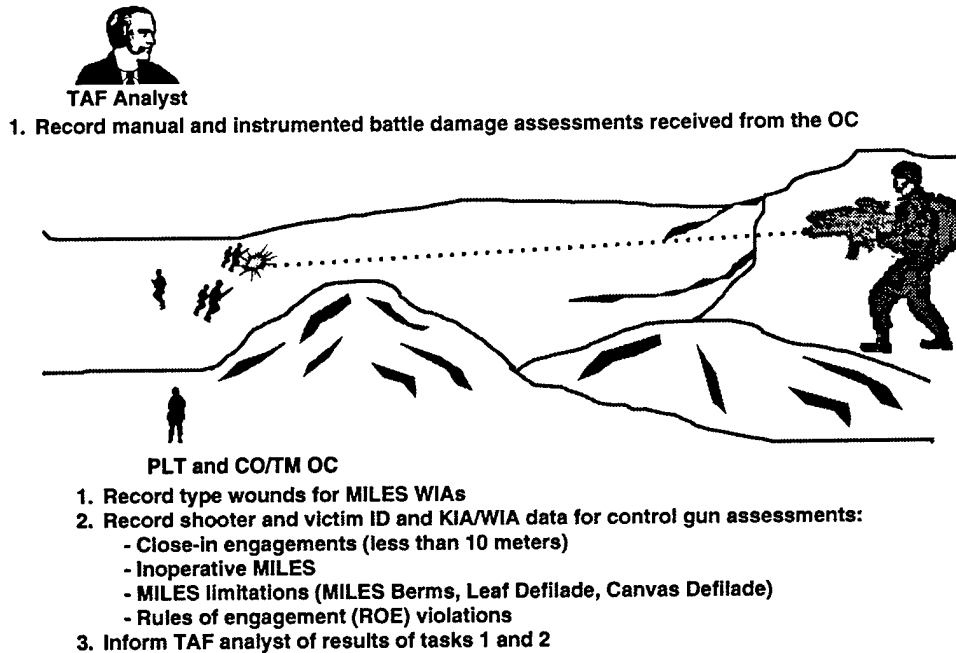 TAF Analyst
1. Record manual and instrumented battle damage assessments received from the OC
PLT and CO/TM OC
1. Record type wounds for MILES WIAs
2. Record shooter and victim ID and KIA/WIA data for control gun assessments:
- Close-in engagements (less than 10 meters)
- Inoperative MILES
- MILES limitations (MILES Berms, Leaf Defilade, Canvas Defilade)
- Rules of engagement (ROE) violations
3. Inform TAF analyst of results of tasks 1 and 2